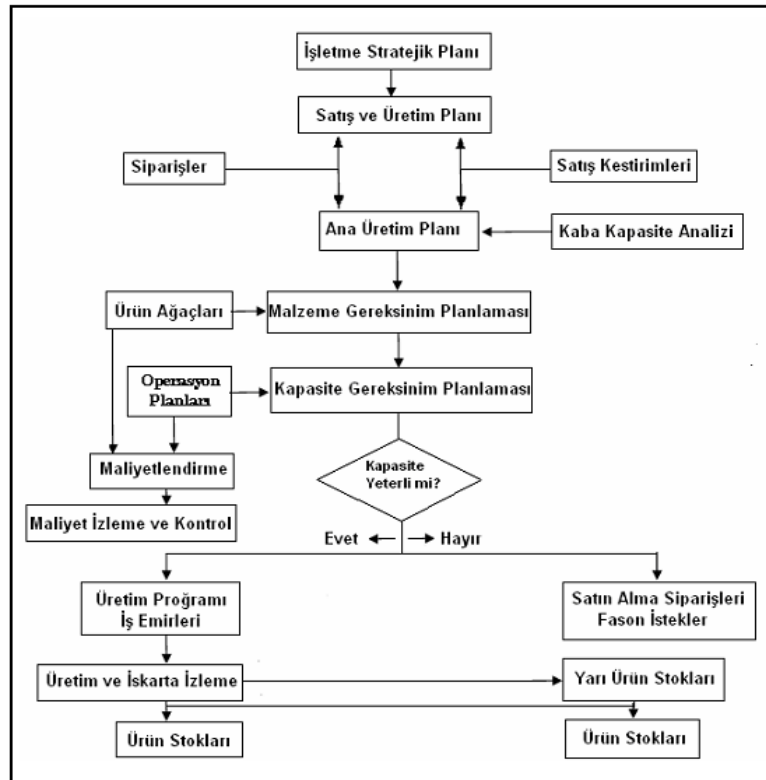 İşletme Stratejik Planı
Satış ve Üretim Planı
Siparişler
Satış Kestirimleri
Ana Üretim Planı
Kaba Kapasite Analizi
Ürün Ağaçları
Malzeme Gereksinim Planlaması
Operasyon
Planları
Kapasite Gereksinim Planlaması
Maliyetlendirme
Kapasite
Yeterli mi?
Maliyet İzleme ve Kontrol
Evet
Hayır
Üretim Proğramı
İş Emirleri
Satın Alma Siparişleri
Fason İstekler
Üretim ve İskarta İzleme
Yarı Ürün Stokları
Ürün Stokları
Ürün Stokları